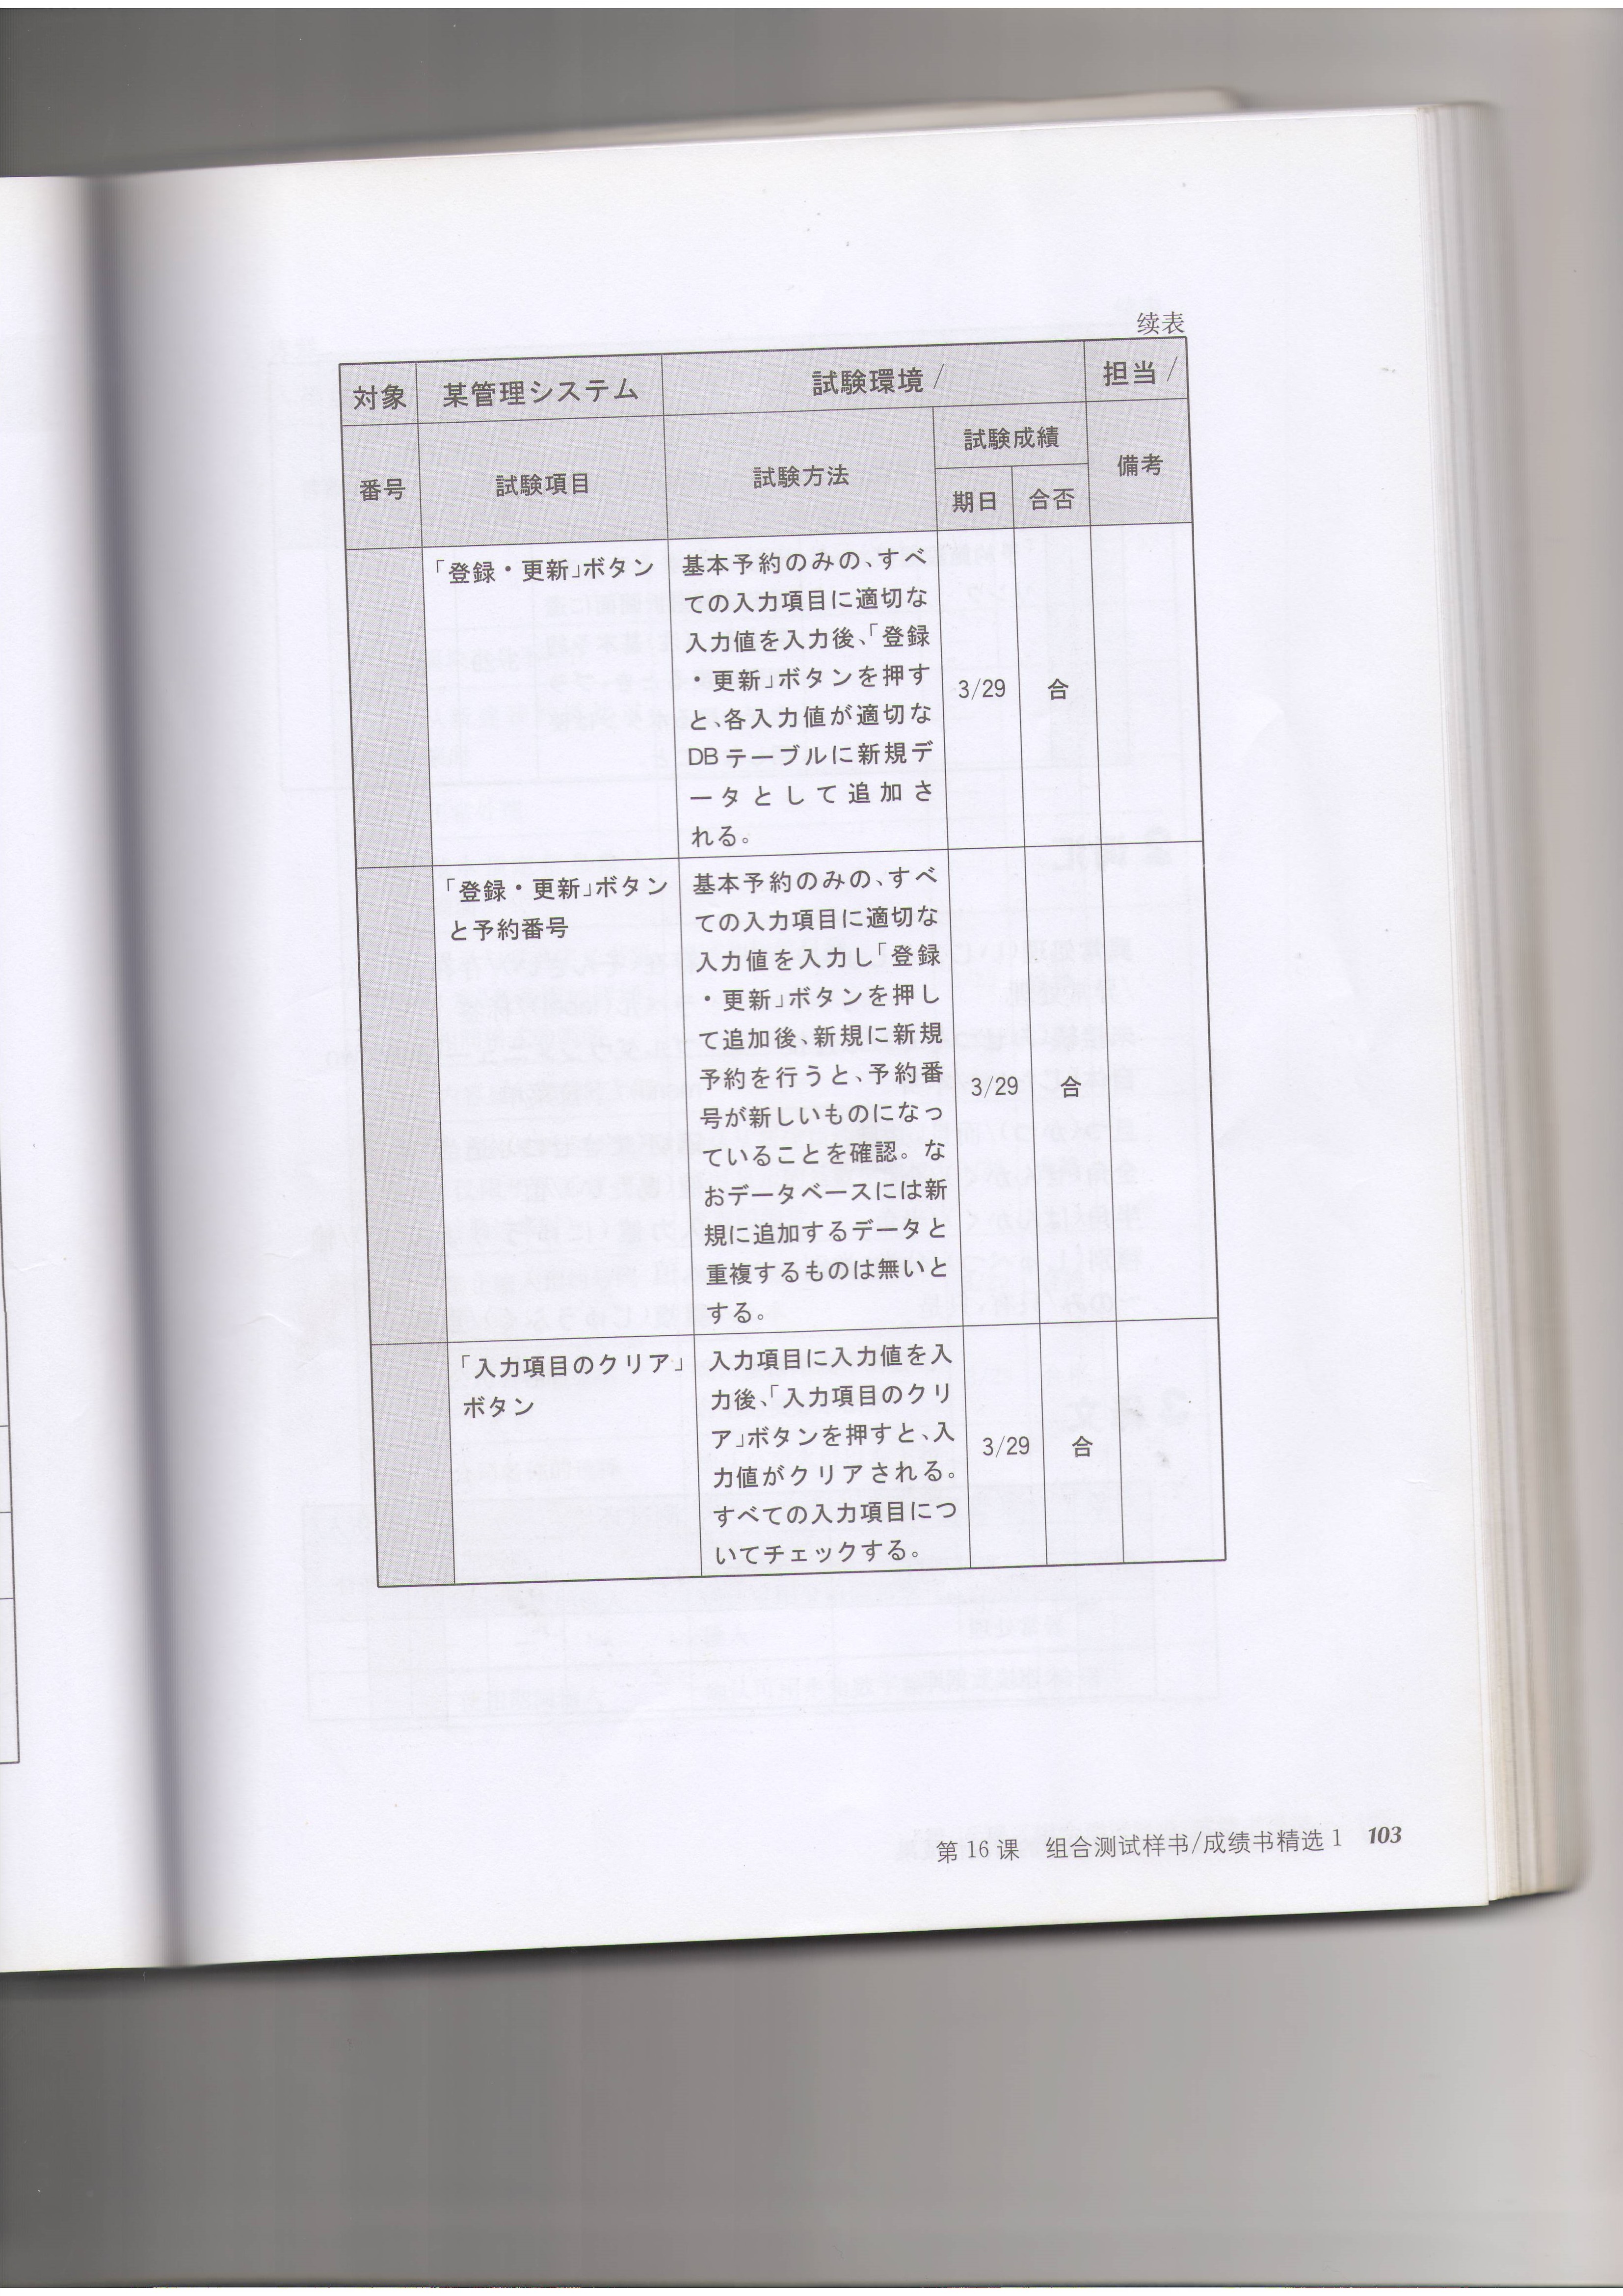 续表
対象 某管理システム 試験環境/ 担当/
番号 試験項目 試験方法 試験成績 備考
期日 合否
「登録・更新」ボタン
基本予約のみの、すべ
ての入力項目に適切な
入力値を入力後、「登録
・更新」ボタンを押す
と、各入力値が適切な
DBテーブルに新規デ
ータとして追加さ
れる。
3/29 合
「登録・更新」ボタン
と予約番号
基本予約のみの、すべ
ての入力項目に適切な
入力値を入力し「登録
・更新」ボタンを押し
て追加後、新規に新規
予約を行うと、予約番
号が新しいものになっ
ていることを確認。な
おデータベースには新
規に追加するデータと
重複するものは無いと
する。
3/29 合
「入力項目のクリア」
ボタン
入力項目に入力値を入
力後、「入力項目のクリ
ア」ボタンを押すと、入
力値がクリアされる。
すべての入力項目につ
いてチェックする。
3/29 合
第16课 组合测试样书/成绩书精选1 103